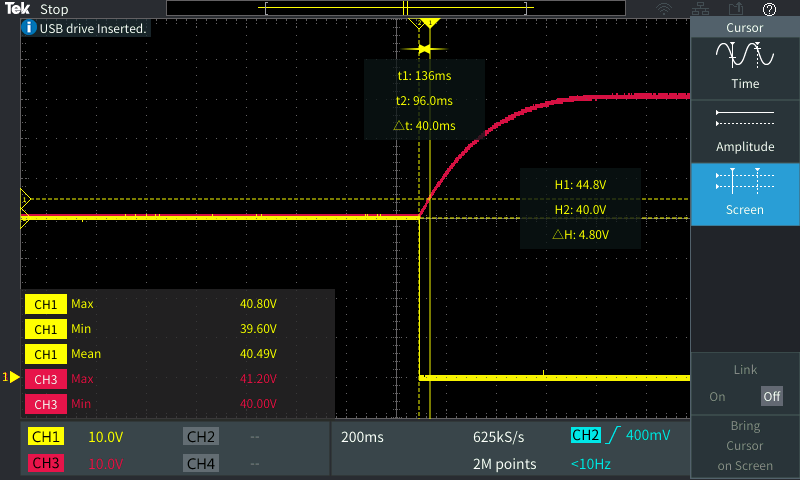 Tek Stop
USB drive Inserted.
Cursor
Time
Amplitude
Screen
t1: 136ms
t2: 96.0ms
△t: 40.0ms
H1: 44.8V
H2: 40.0V
△H: 4.80V
CH1 Max 40.80V
CH1 Min 39.60V
CH1 Mean 40.49V
CH3 Max 41.20V
CH3 Min 40.00V
1
1
1
Link
On Off
Bring
Cursor
on Screen
CH1 10.0V CH2 --
CH3 10.0V CH4 --
200ms 625kS/s
2M points
CH2 400mV
<10Hz